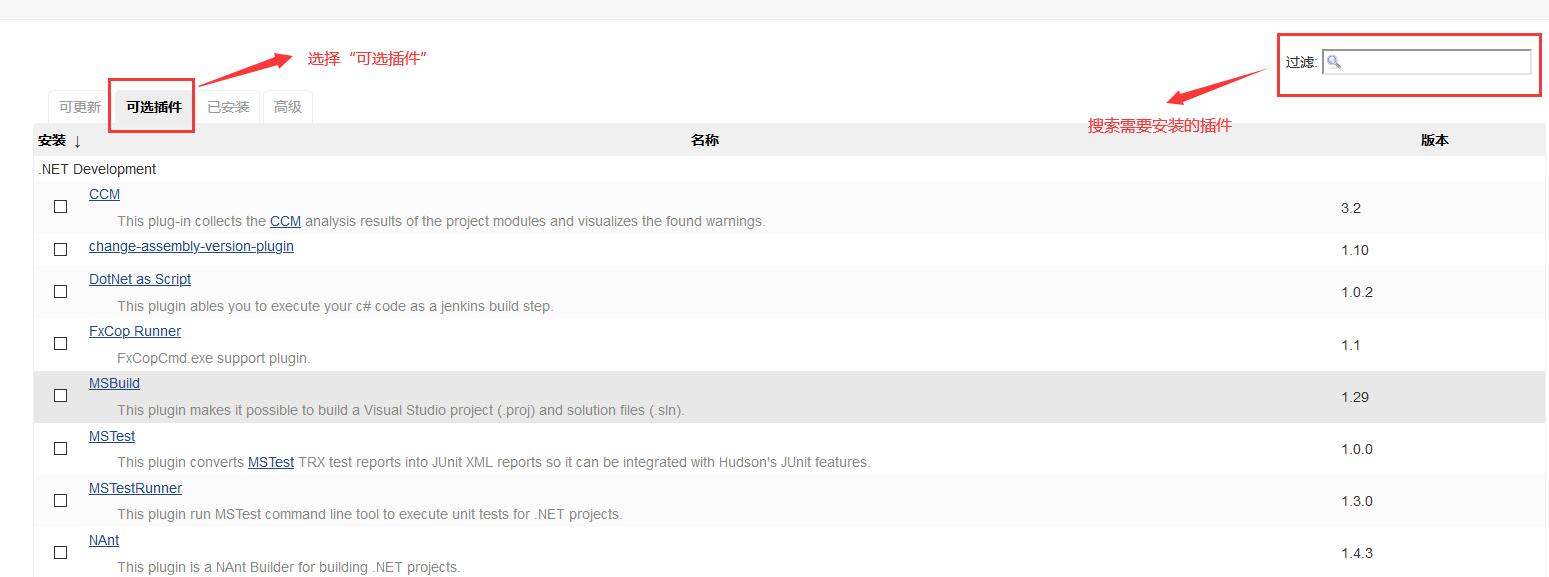 选择“可选插件”
过滤:
可更新 可选插件 已安装 高级
搜索需要安装的插件
安装 ↓ 名称 版本
.NET Development
CCM
This plug-in collects the CCM analysis results of the project modules and visualizes the found warnings.
3.2
change-assembly-version-plugin
1.10
DotNet as Script
This plugin ables you to execute your c# code as a jenkins build step.
1.0.2
FxCop Runner
FxCopCmd.exe support plugin.
1.1
MSBuild
This plugin makes it possible to build a Visual Studio project (.proj) and solution files (.sln).
1.29
MSTest
This plugin converts MSTest TRX test reports into JUnit XML reports so it can be integrated with Hudson's JUnit features.
1.0.0
MSTestRunner
This plugin run MSTest command line tool to execute unit tests for .NET projects.
1.3.0
NAnt
This plugin is a NAnt Builder for building .NET projects.
1.4.3